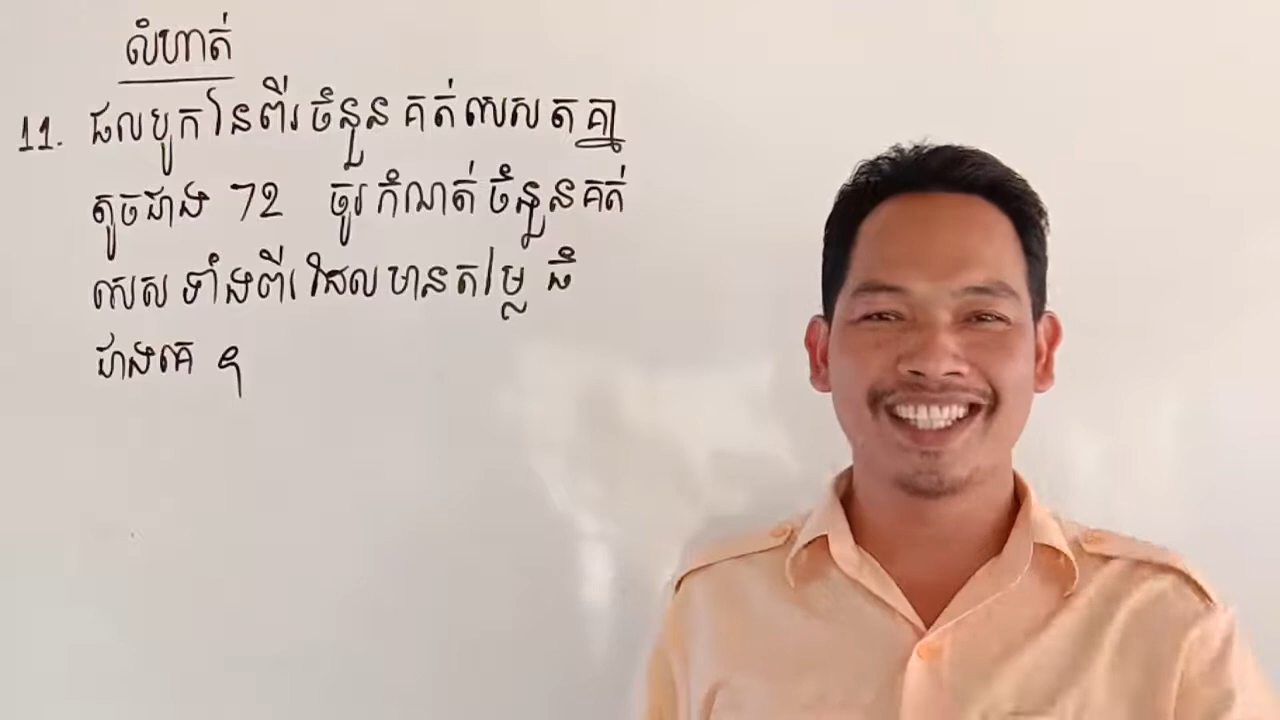 លំហាត់
11. ផលបូកនៃពីរចំនួនគត់សេសតគ្នា
តូចជាង 72 ចូរកំណត់ចំនួនគត់
សេសទាំងពីរដែលមានតម្លៃធំ
ជាងគេ ។